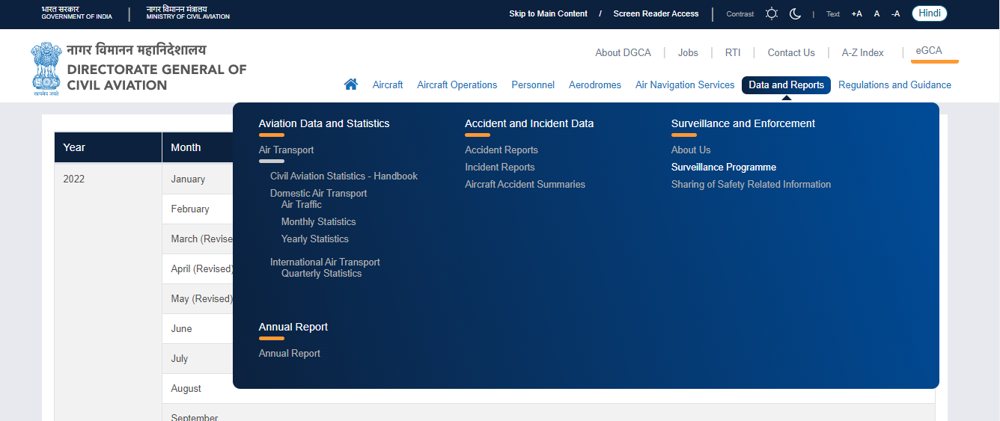 भारत सरकार
GOVERNMENT OF INDIA
नागर विमानन मंत्रालय
MINISTRY OF CIVIL AVIATION
Skip to Main Content / Screen Reader Access
Contrast
Text +A A -A
Hindi
नागर विमानन महानिदेशालय
DIRECTORATE GENERAL OF
CIVIL AVIATION
सत्यमेव जयते
About DGCA Jobs RTI Contact Us A-Z Index eGCA
Aircraft Aircraft Operations Personnel Aerodromes Air Navigation Services Data and Reports Regulations and Guidance
Aviation Data and Statistics
Air Transport
Civil Aviation Statistics - Handbook
Domestic Air Transport
Air Traffic
Monthly Statistics
Yearly Statistics
International Air Transport
Quarterly Statistics
Annual Report
Annual Report
Accident and Incident Data
Accident Reports
Incident Reports
Aircraft Accident Summaries
Surveillance and Enforcement
About Us
Surveillance Programme
Sharing of Safety Related Information
Year Month
2022 January
February
March (Revise
April (Revised)
May (Revised)
June
July
August
September